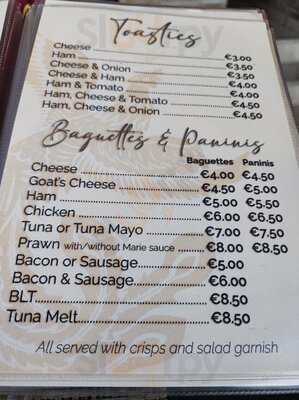 Toasties
Cheese........................................€3.00
Ham........................................€3.50
Cheese & Onion........................................€3.50
Cheese & Ham........................................€4.00
Ham & Tomato........................................€4.00
Ham, Cheese & Tomato........................................€4.50
Ham, Cheese & Onion........................................€4.50
Baguettes & Paninis
Baguettes Paninis
Cheese........................................€4.00 €4.50
Goat's Cheese........................................€4.50 €5.00
Ham........................................€5.00 €5.50
Chicken........................................€6.00 €6.50
Tuna or Tuna Mayo........................................€7.00 €7.50
Prawn with/without Marie sauce........................................€8.00 €8.50
Bacon or Sausage........................................€5.00
Bacon & Sausage........................................€6.00
BLT........................................€8.50
Tuna Melt........................................€8.50
All served with crisps and salad garnish